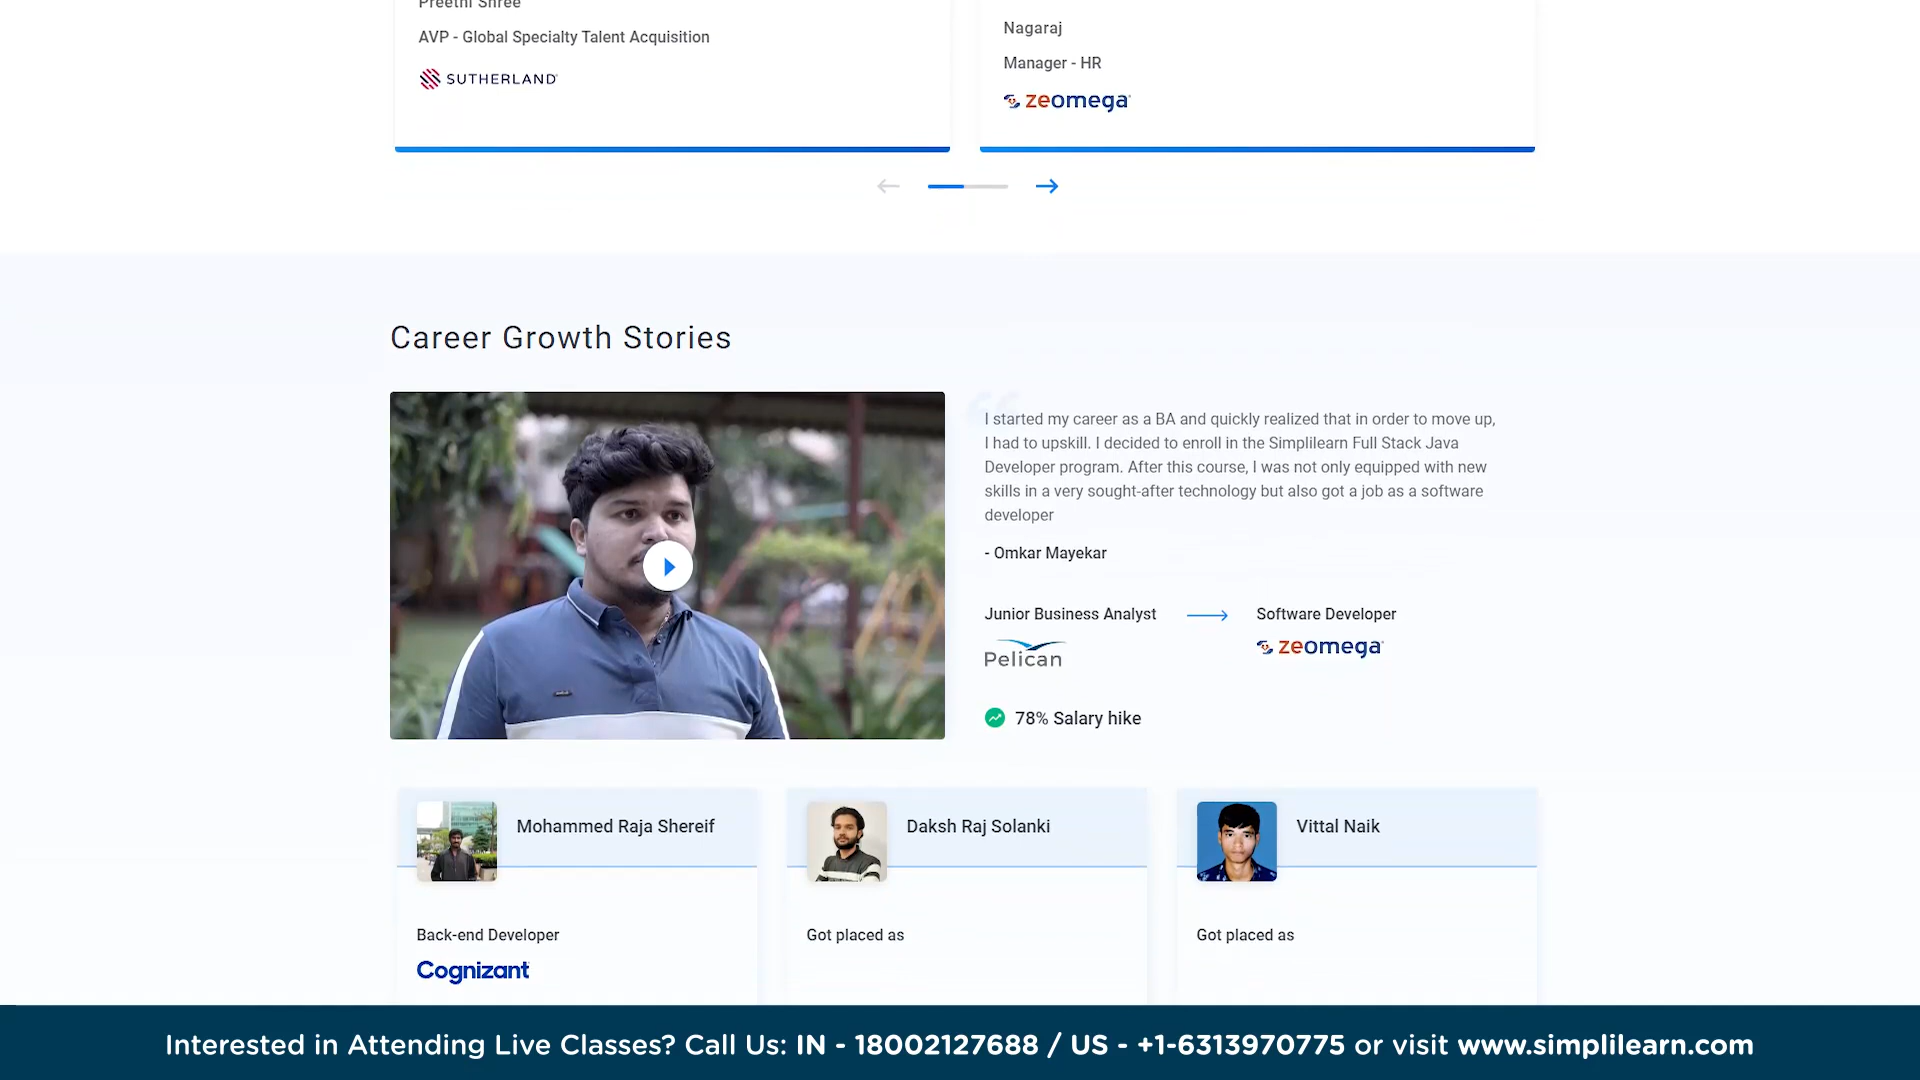 Preethi Shree
AVP - Global Specialty Talent Acquisition
SUTHERLAND
Nagaraj
Manager - HR
zeomega
Career Growth Stories
I started my career as a BA and quickly realized that in order to move up,
I had to upskill. I decided to enroll in the Simplilearn Full Stack Java
Developer program. After this course, I was not only equipped with new
skills in a very sought-after technology but also got a job as a software
developer
- Omkar Mayekar
Junior Business Analyst
Software Developer
Pelican
zeomega
78% Salary hike
Mohammed Raja Shereif
Back-end Developer
Cognizant
Daksh Raj Solanki
Got placed as
Vittal Naik
Got placed as
Interested in Attending Live Classes? Call Us: IN - 18002127688 / US - +1-6313970775 or visit www.simplilearn.com